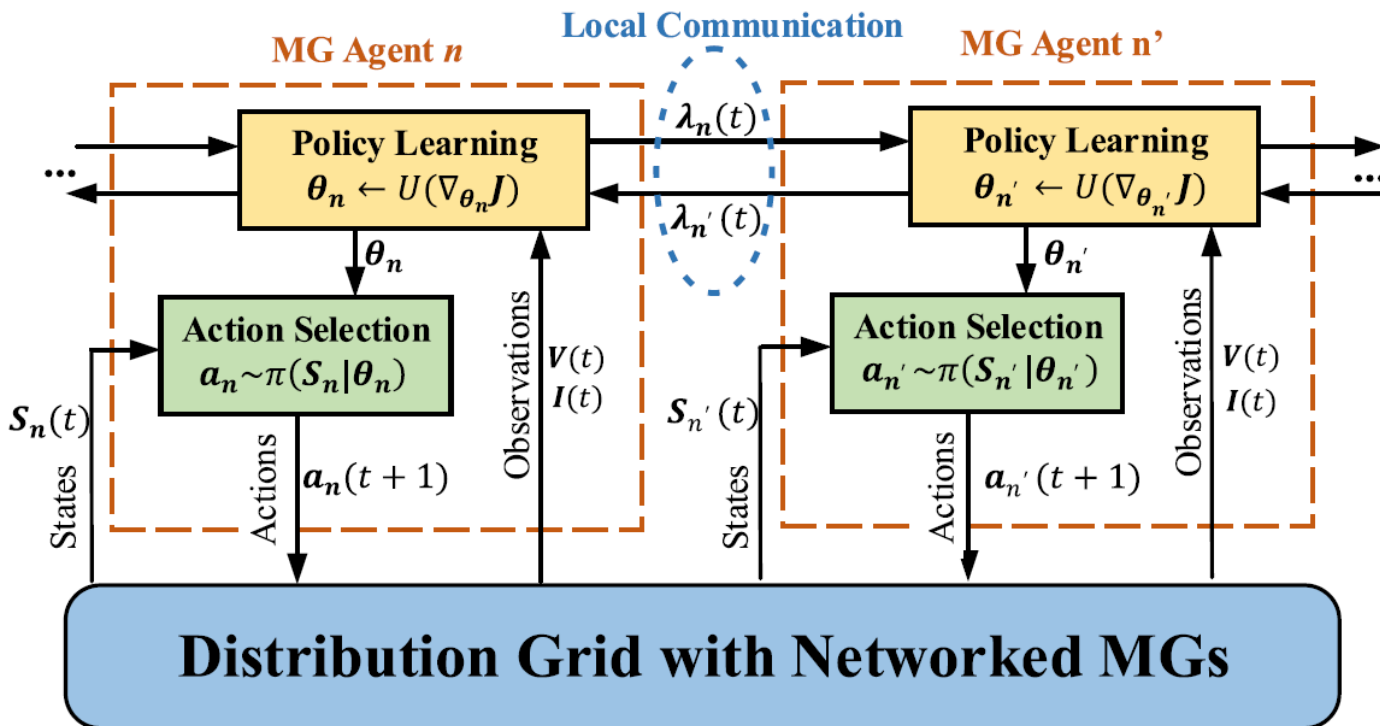 Local Communication
MG Agent n
MG Agent n’
λn(t)
λn′(t)
...
Policy Learning
θn ← U(∇θnJ)
θn
Action Selection
an~π(Sn|θn)
Sn(t)
States
Actions
an(t + 1)
Observations
V(t)
I(t)
Policy Learning
θn′ ← U(∇θn′J)
...
θn′
Action Selection
an′~π(Sn′|θn′)
Sn′(t)
States
Actions
an′(t + 1)
Observations
V(t)
I(t)
Distribution Grid with Networked MGs